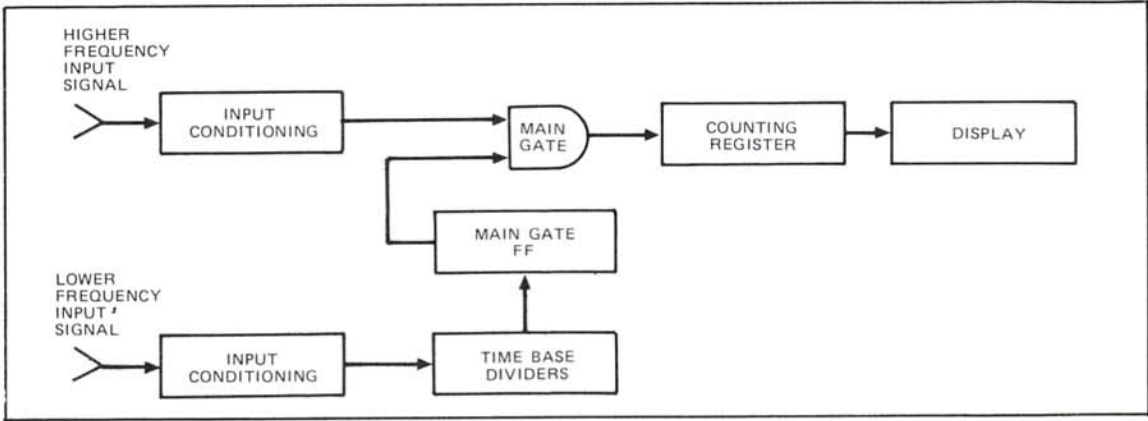 HIGHER
FREQUENCY
INPUT
SIGNAL
INPUT
CONDITIONING
MAIN
GATE
COUNTING
REGISTER
DISPLAY
MAIN GATE
FF
LOWER
FREQUENCY
INPUT
SIGNAL
INPUT
CONDITIONING
TIME BASE
DIVIDERS